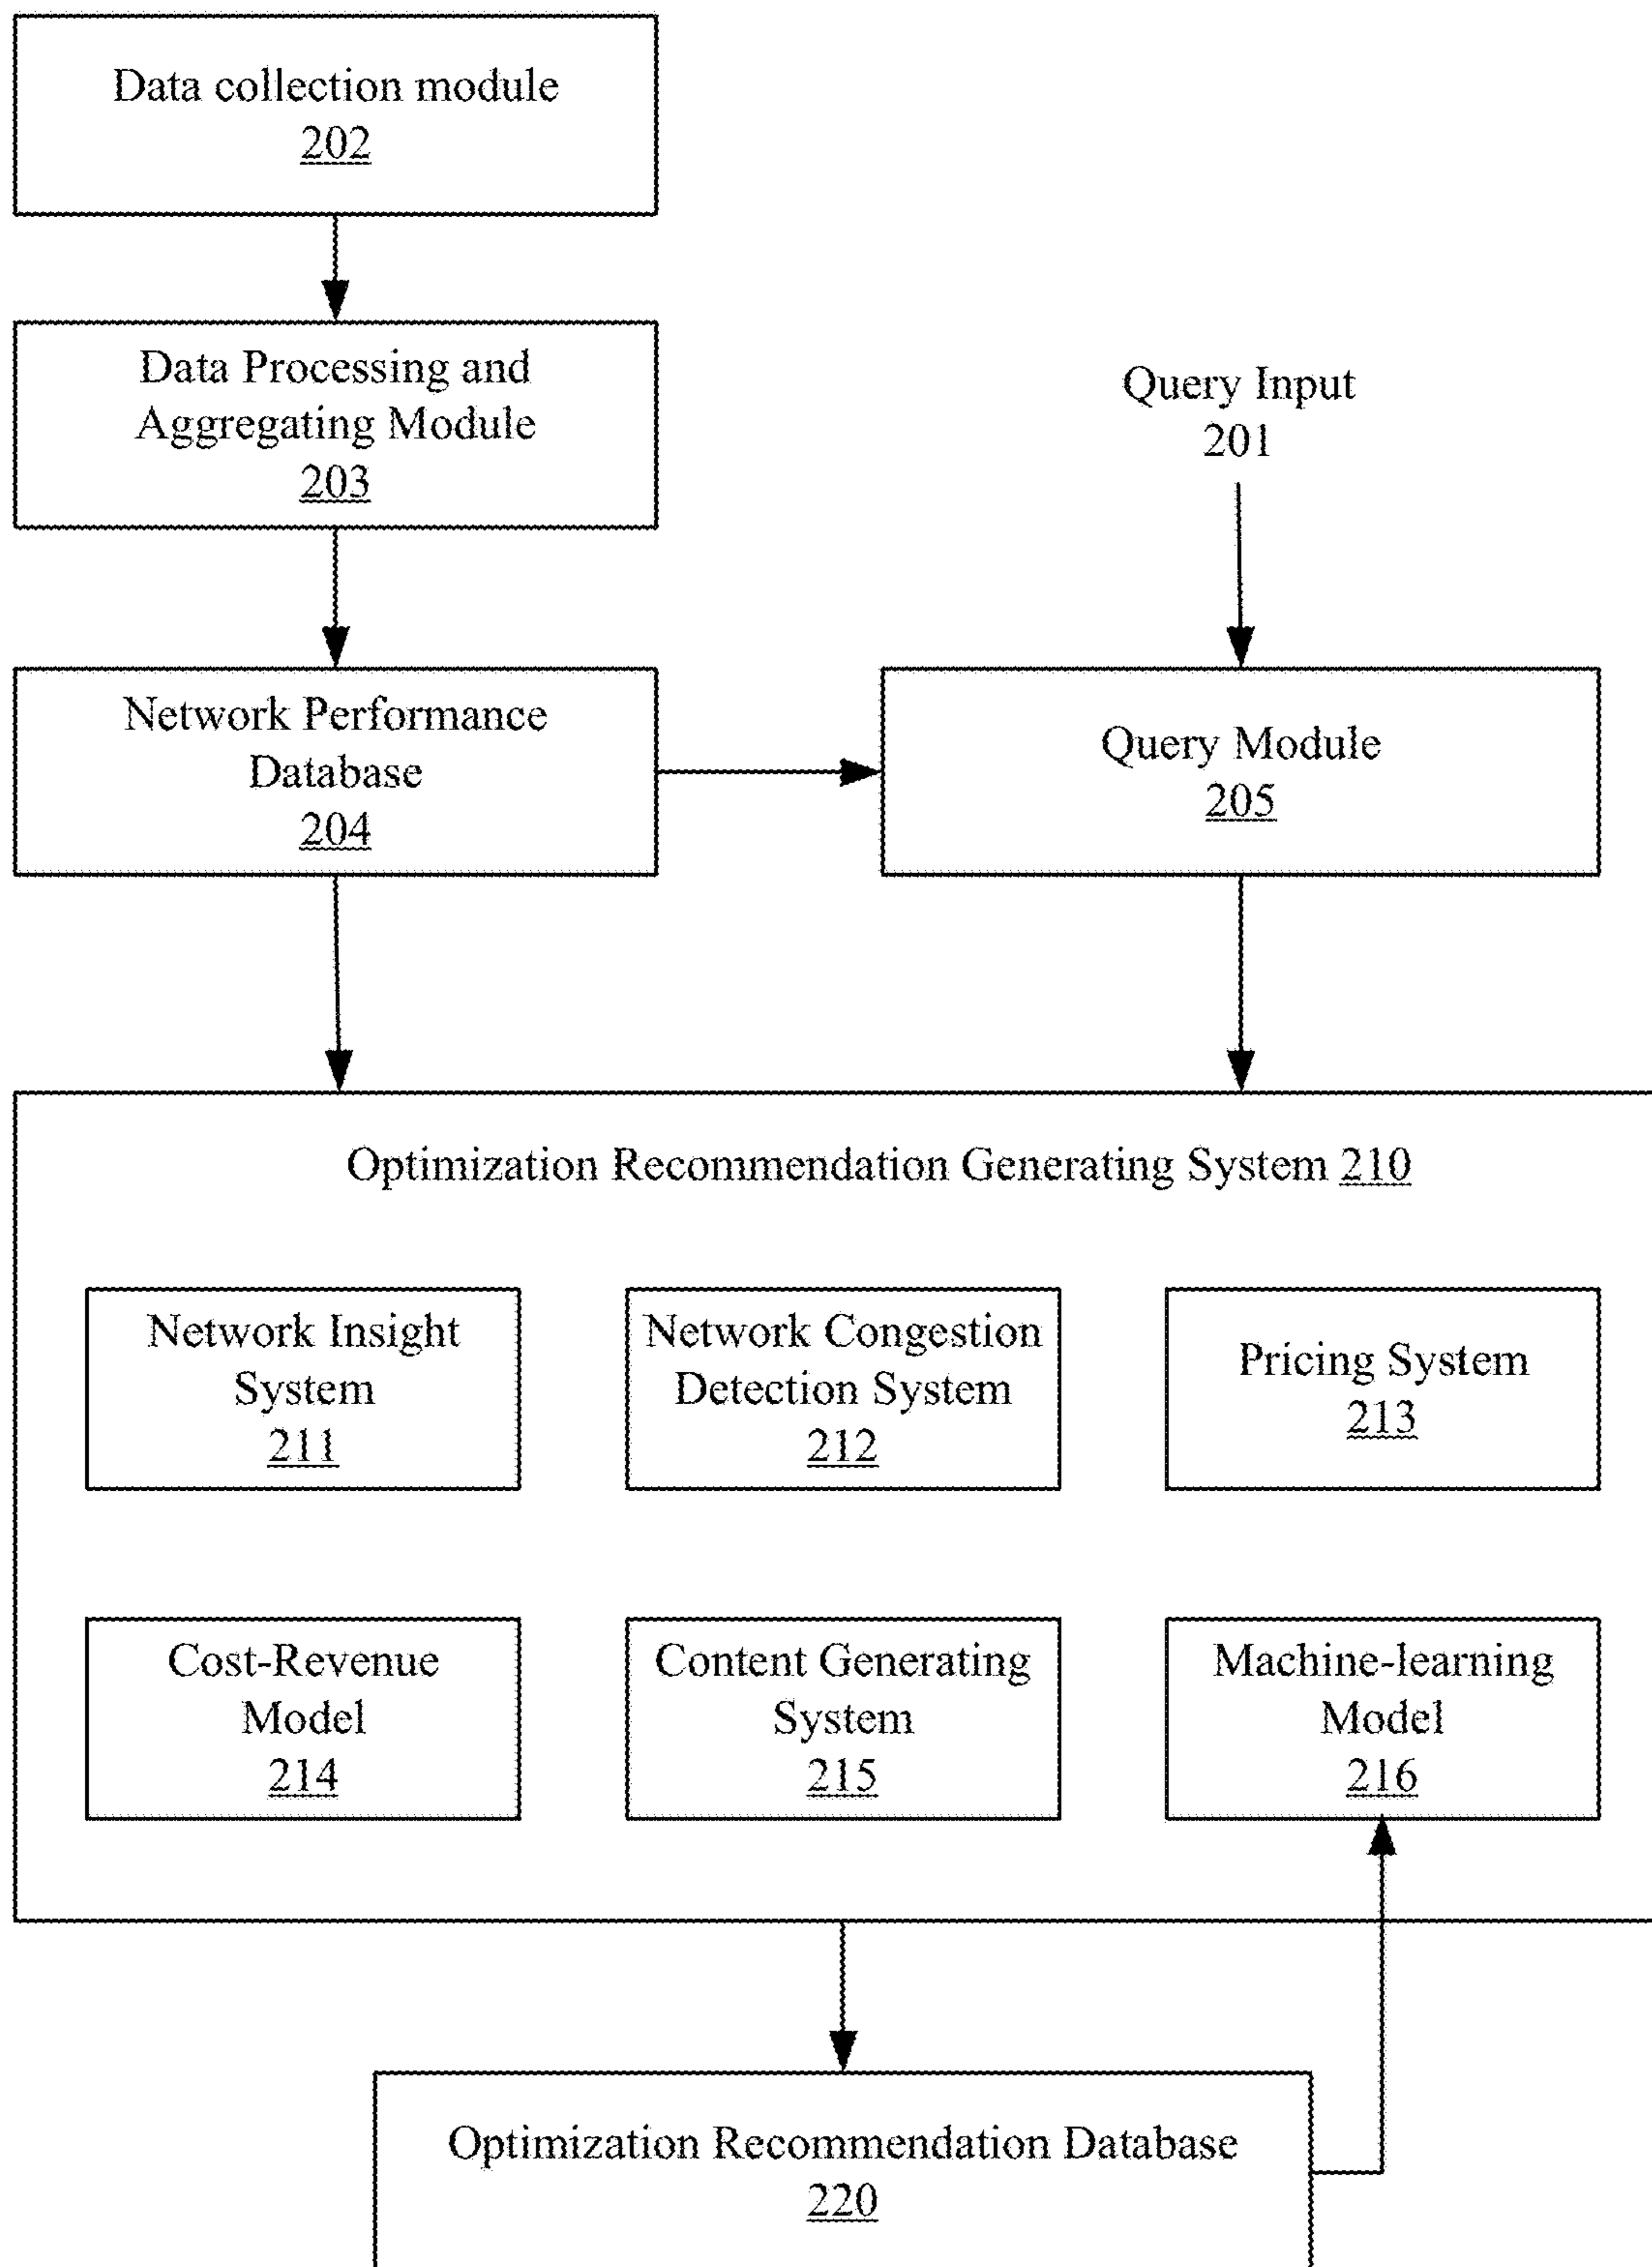 Data collection module
202
Data Processing and
Aggregating Module
203
Query Input
201
Network Performance
Database
204
Query Module
205
Optimization Recommendation Generating System 210
Network Insight
System
211
Network Congestion
Detection System
212
Pricing System
213
Cost-Revenue
Model
214
Content Generating
System
215
Machine-learning
Model
216
Optimization Recommendation Database
220